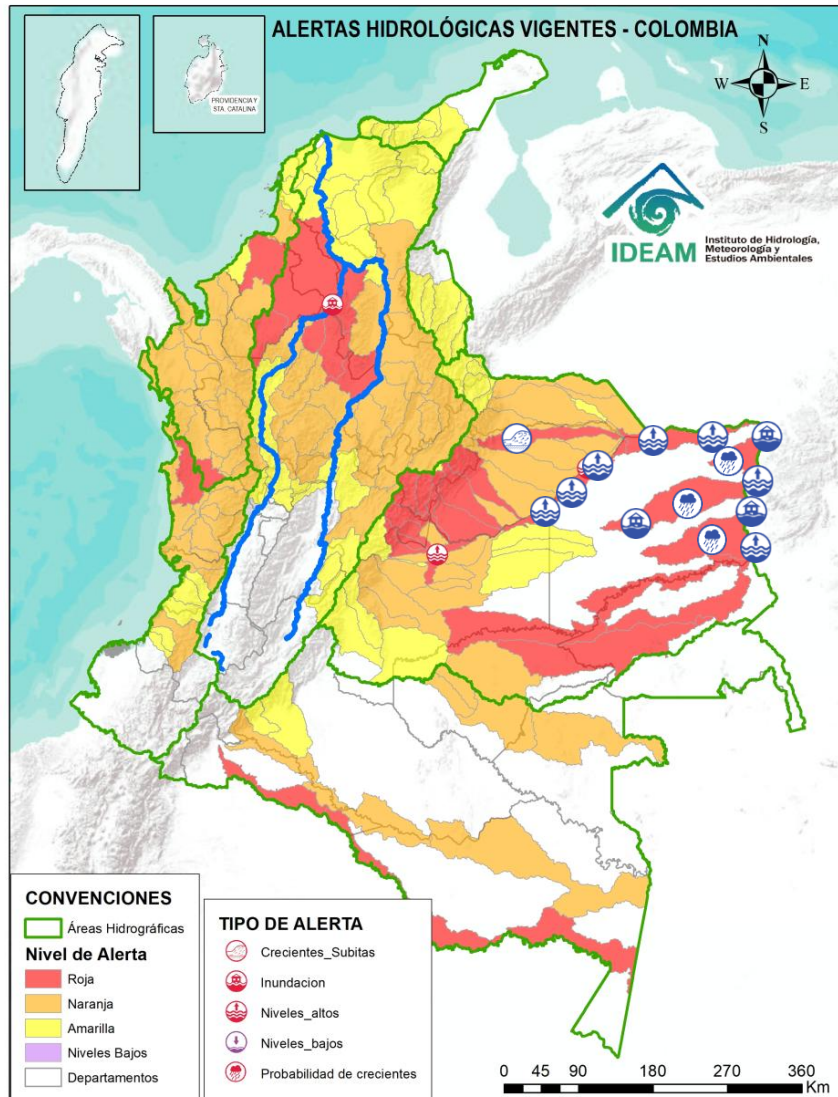 ALERTAS HIDROLÓGICAS VIGENTES - COLOMBIA
PROVIDENCIA Y
STA. CATALINA
N
W
E
S
IDEAM
Instituto de Hidrología,
Meteorología y
Estudios Ambientales
CONVENCIONES
Áreas Hidrográficas
Nivel de Alerta
Roja
Naranja
Amarilla
Niveles Bajos
Departamentos
TIPO DE ALERTA
Crecientes_Subitas
Inundacion
Niveles_altos
Niveles_bajos
Probabilidad de crecientes
0 45 90 180 270 360
Km